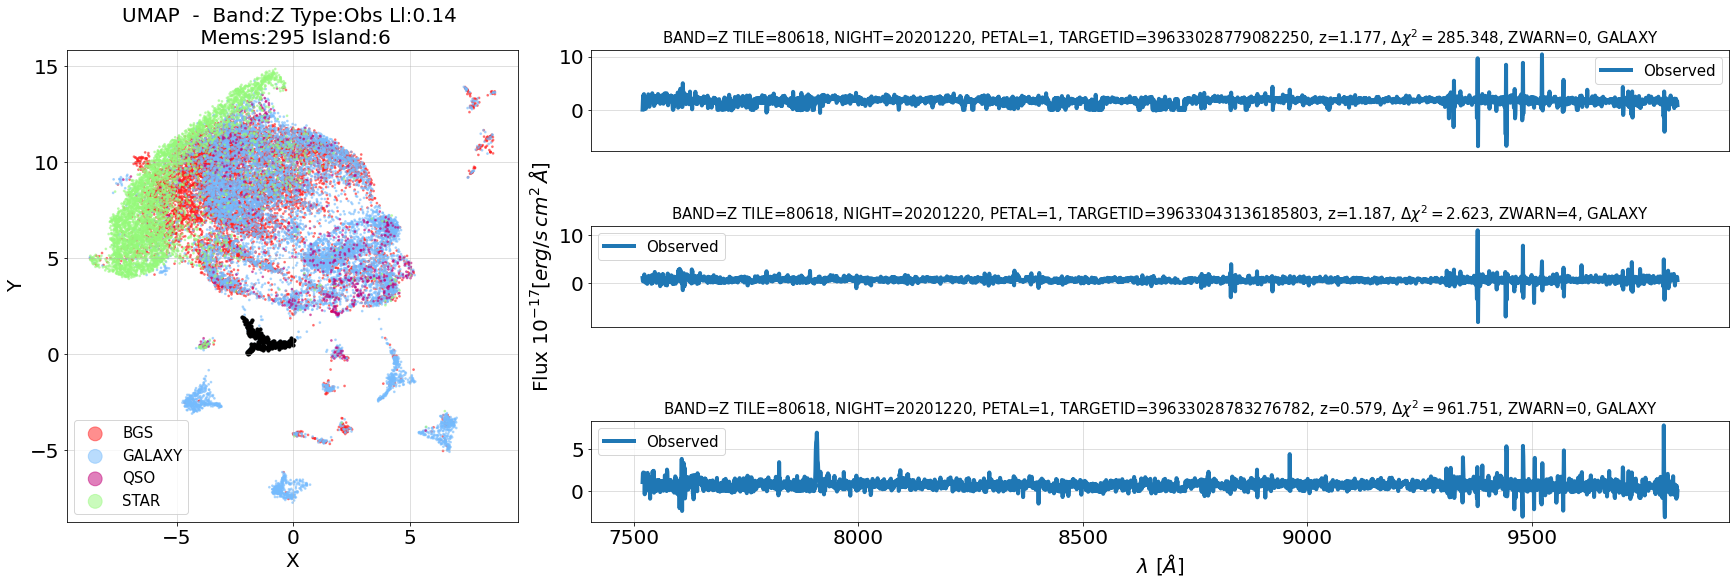 UMAP  -  Band:Z Type:Obs Ll:0.14
Mems:295 Island:6
15
10
5
0
−5
Y
−5
0
5
X
BGS
GALAXY
QSO
STAR
Flux 10^{-17}[erg/s cm^2 Å]
BAND=Z TILE=80618, NIGHT=20201220, PETAL=1, TARGETID=39633028779082250, z=1.177, Δχ²=285.348, ZWARN=0, GALAXY
10
0
Observed
BAND=Z TILE=80618, NIGHT=20201220, PETAL=1, TARGETID=39633043136185803, z=1.187, Δχ²=2.623, ZWARN=4, GALAXY
10
0
Observed
BAND=Z TILE=80618, NIGHT=20201220, PETAL=1, TARGETID=39633028783276782, z=0.579, Δχ²=961.751, ZWARN=0, GALAXY
5
0
Observed
7500
8000
8500
9000
9500
λ [Å]